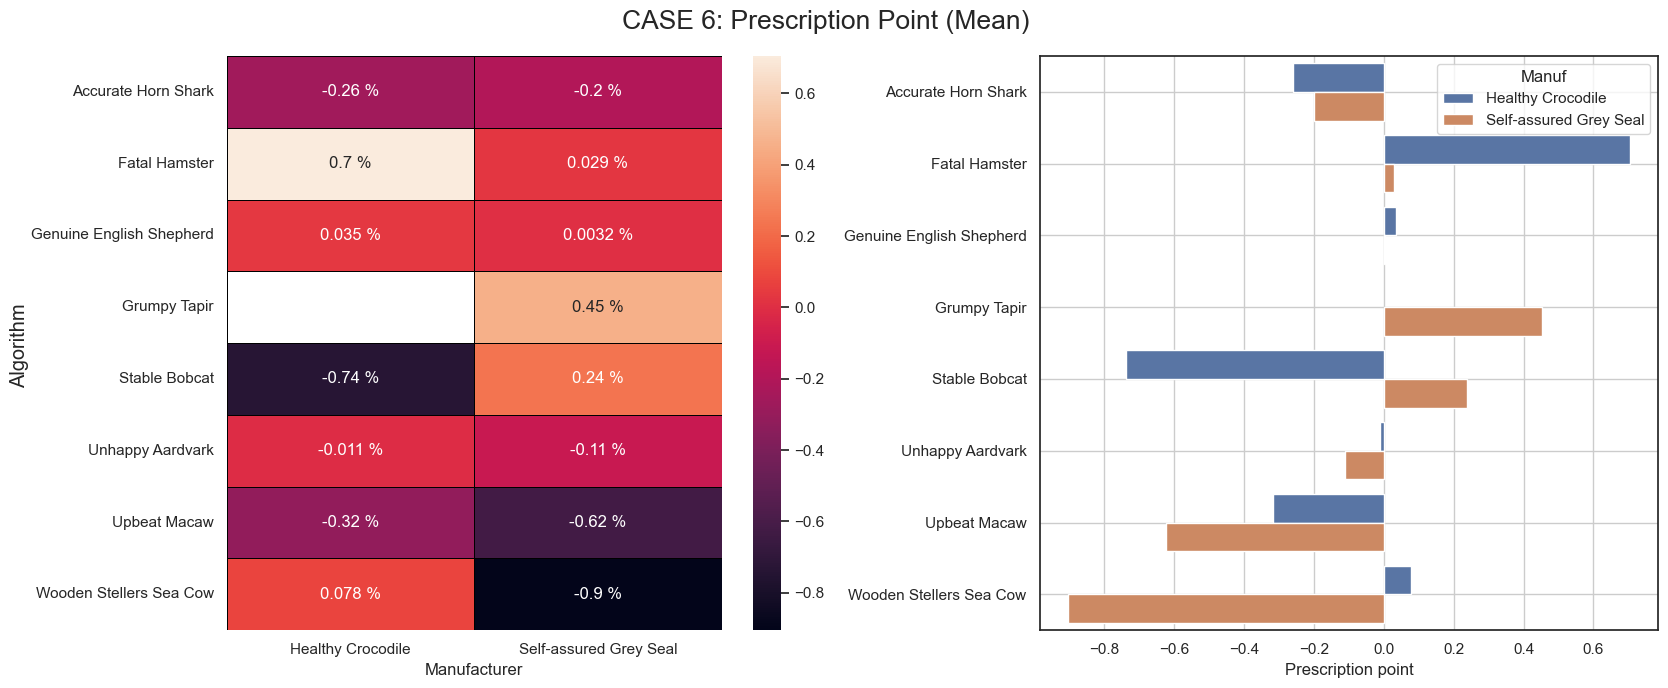 CASE 6: Prescription Point (Mean)
Algorithm
Accurate Horn Shark
-0.26 %
-0.2 %
Fatal Hamster
0.7 %
0.029 %
Genuine English Shepherd
0.035 %
0.0032 %
Grumpy Tapir
0.45 %
Stable Bobcat
-0.74 %
0.24 %
Unhappy Aardvark
-0.011 %
-0.11 %
Upbeat Macaw
-0.32 %
-0.62 %
Wooden Stellers Sea Cow
0.078 %
-0.9 %
Healthy Crocodile
Self-assured Grey Seal
Manufacturer
0.6
0.4
0.2
0.0
−0.2
−0.4
−0.6
−0.8
Manuf
Healthy Crocodile
Self-assured Grey Seal
Accurate Horn Shark
Fatal Hamster
Genuine English Shepherd
Grumpy Tapir
Stable Bobcat
Unhappy Aardvark
Upbeat Macaw
Wooden Stellers Sea Cow
−0.8 −0.6 −0.4 −0.2 0.0 0.2 0.4 0.6
Prescription point